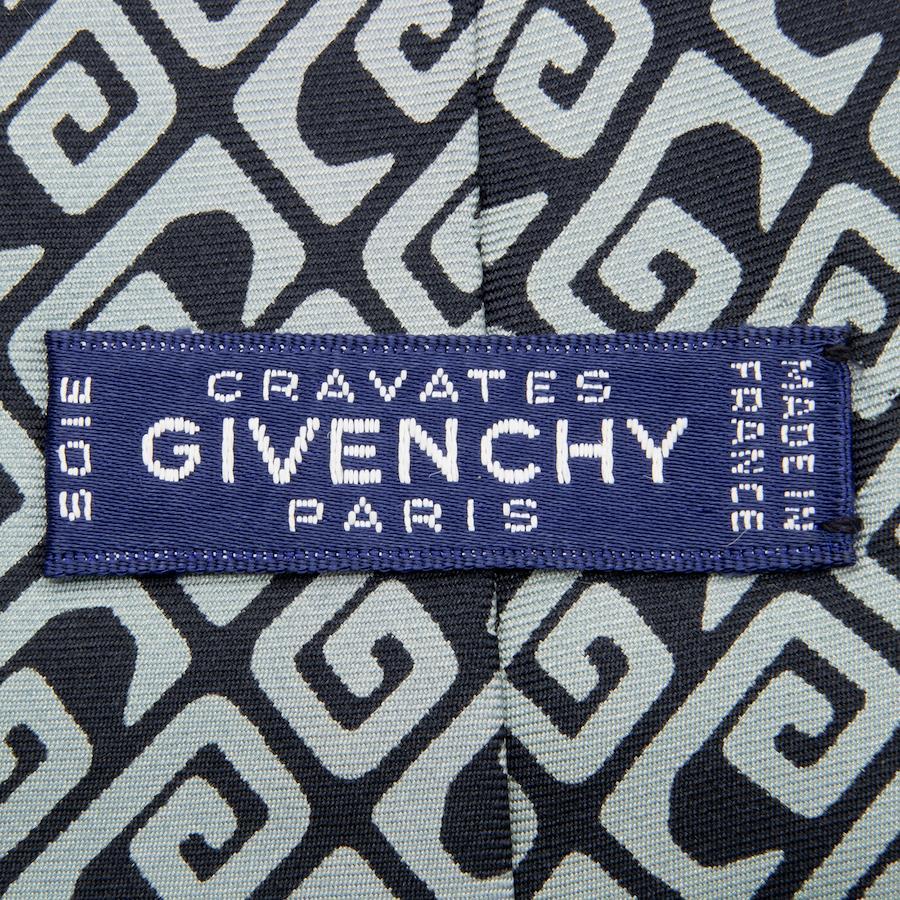 SOIE
CRAVATES
GIVENCHY
PARIS
MADE IN
FRANCE